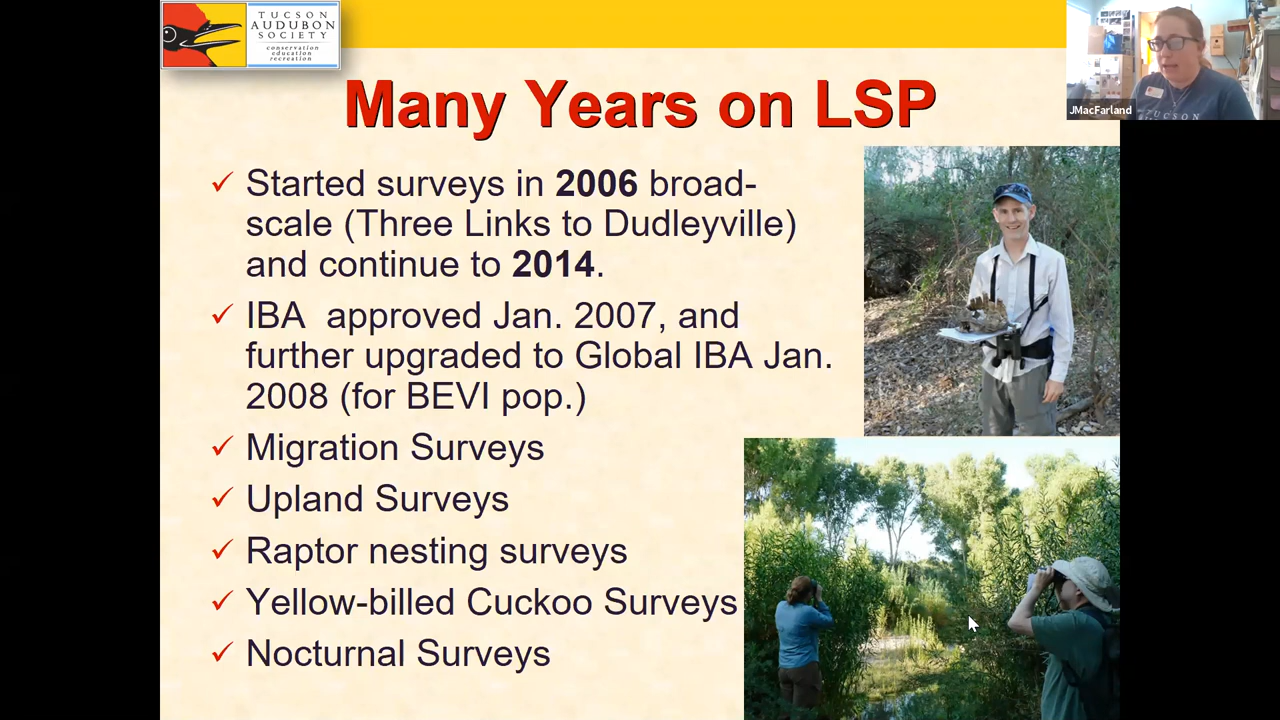 TUCSON
AUDUBON
SOCIETY
conservation
education
recreation
JMacFarland
TUCSON
Many Years on LSP
✓ Started surveys in 2006 broad-
scale (Three Links to Dudleyville)
and continue to 2014.
✓ IBA approved Jan. 2007, and
further upgraded to Global IBA Jan.
2008 (for BEVI pop.)
✓ Migration Surveys
✓ Upland Surveys
✓ Raptor nesting surveys
✓ Yellow-billed Cuckoo Surveys
✓ Nocturnal Surveys